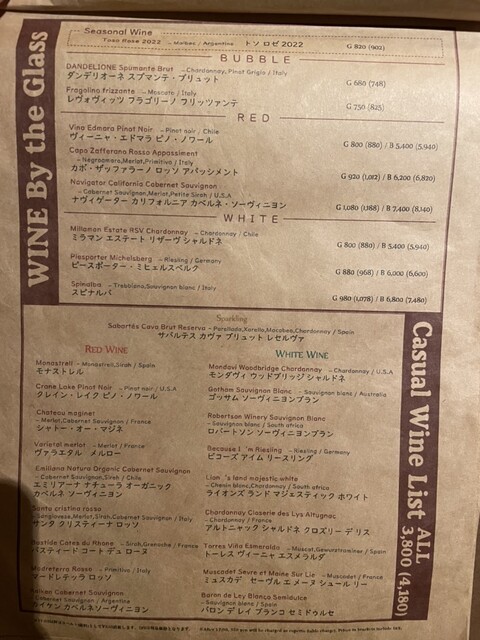 WINE By the Glass
Seasonal Wine
Toso Rose 2022 – Malbec / Argentine トソ ロゼ 2022 G 820 (902)
BUBBLE
DANDELIONE Spumante Brut – Chardonnay, Pinot Grigio / Italy
ダンデリオーネ スプマンテ・ブリュット G 680 (748)
Fragolino frizzante – Moscato / Italy
レヴォヴィッツ フラゴリーノ フリッツァンテ G 750 (825)
RED
Vina Edmara Pinot Noir – Pinot noir / Chile
ヴィーニャ・エドマラ ピノ・ノワール G 800 (880) / B 5,400 (5,940)
Capo Zafferano Rosso Appassiment
– Negroamaro,Merlot,Primitivo / Italy
カポ・ザッファラーノ ロッソ アパッシメント G 920 (1,012) / B 6,200 (6,820)
Navigator California Cabernet Sauvignon
– Cabernet Sauvignon,Merlot,Petite Sirah / U.S.A
ナヴィゲーター カリフォルニア カベルネ・ソーヴィニヨン G 1,080 (1,188) / B 7,400 (8,140)
WHITE
Millaman Estate RSV Chardonnay – Chardonnay / Chile
ミラマン エステート リザーヴ シャルドネ G 800 (880) / B 5,400 (5,940)
Piesporter Michelsberg – Riesling / Germany
ピースポーター・ミヒェルスベルク G 880 (968) / B 6,000 (6,600)
Spinalba – Trebbiano,Sauvignon blanc / Italy
スピナルバ G 980 (1,078) / B 6,800 (7,480)
Casual Wine List ALL 3,800 (4,180)
Sparkling
Sabartés Cava Brut Reserva – Parellada,Xarello,Macabeo,Chardonnay / Spain
サバルテス カヴァ ブリュット レセルヴァ
RED WINE
Monastrell – Monastrell,Sirah / Spain
モナストレル
Crane Lake Pinot Noir – Pinot noir / U.S.A
クレイン・レイク ピノ・ノワール
Chateau maginet
– Merlot,Cabernet Sauvignon / France
シャトー・オー・マジネ
Varietal merlot – Merlot / France
ヴァラエタル メルロー
Emiliana Natura Organic Cabernet Sauvignon
– Cabernet Sauvignon,Sirah / Chile
エミリアーナ ナチューラ オーガニック
カベルネ ソーヴィニヨン
Santa cristina rosso
– Sangiovese,Merlot,Sirah,Cabernet Sauvignon / Italy
サンタ クリスティーナ ロッソ
Bastide Cotes du Rhone – Sirah,Grenache / France
バスティード コート デュ ローヌ
Madreterra Rosso – Primitivo / Italy
マードレテッラ ロッソ
Kaiken Cabernet Sauvignon
– Cabernet Sauvignon / Argentine
カイケン カベルネ・ソーヴィニヨン
WHITE WINE
Mondavi Woodbridge Chardonnay – Chardonnay / U.S.A
モンダヴィ ウッドブリッジ シャルドネ
Gotham Sauvignon Blanc – Sauvignon blanc / Australia
ゴッサム ソーヴィニヨンブラン
Robertson Winery Sauvignon Blanc
– Sauvignon blanc / South africa
ロバートソン ソーヴィニヨンブラン
Because I 'm Riesling – Riesling / Germany
ビコーズ アイム リースリング
Lion 's land majestic white
– Chenin blanc,Chardonnay / South africa
ライオンズ ランド マジェスティック ホワイト
Chardonnay Closerie des Lys Altugnac
– Chardonnay / France
アルトニャック シャルドネ クロズリー デ リス
Torres Viña Esmeralda – Muscat,Gewürztraminer / Spain
トーレス ヴィーニャ エスメラルダ
Muscadet Sevre et Maine Sur Lie – Muscadet / France
ミュスカデ セーヴル エ メーヌ シュール リー
Baron de Ley Blanco Semidulce
– Sauvignon blanc / Spain
バロン デ レイ ブランコ セミドゥルセ